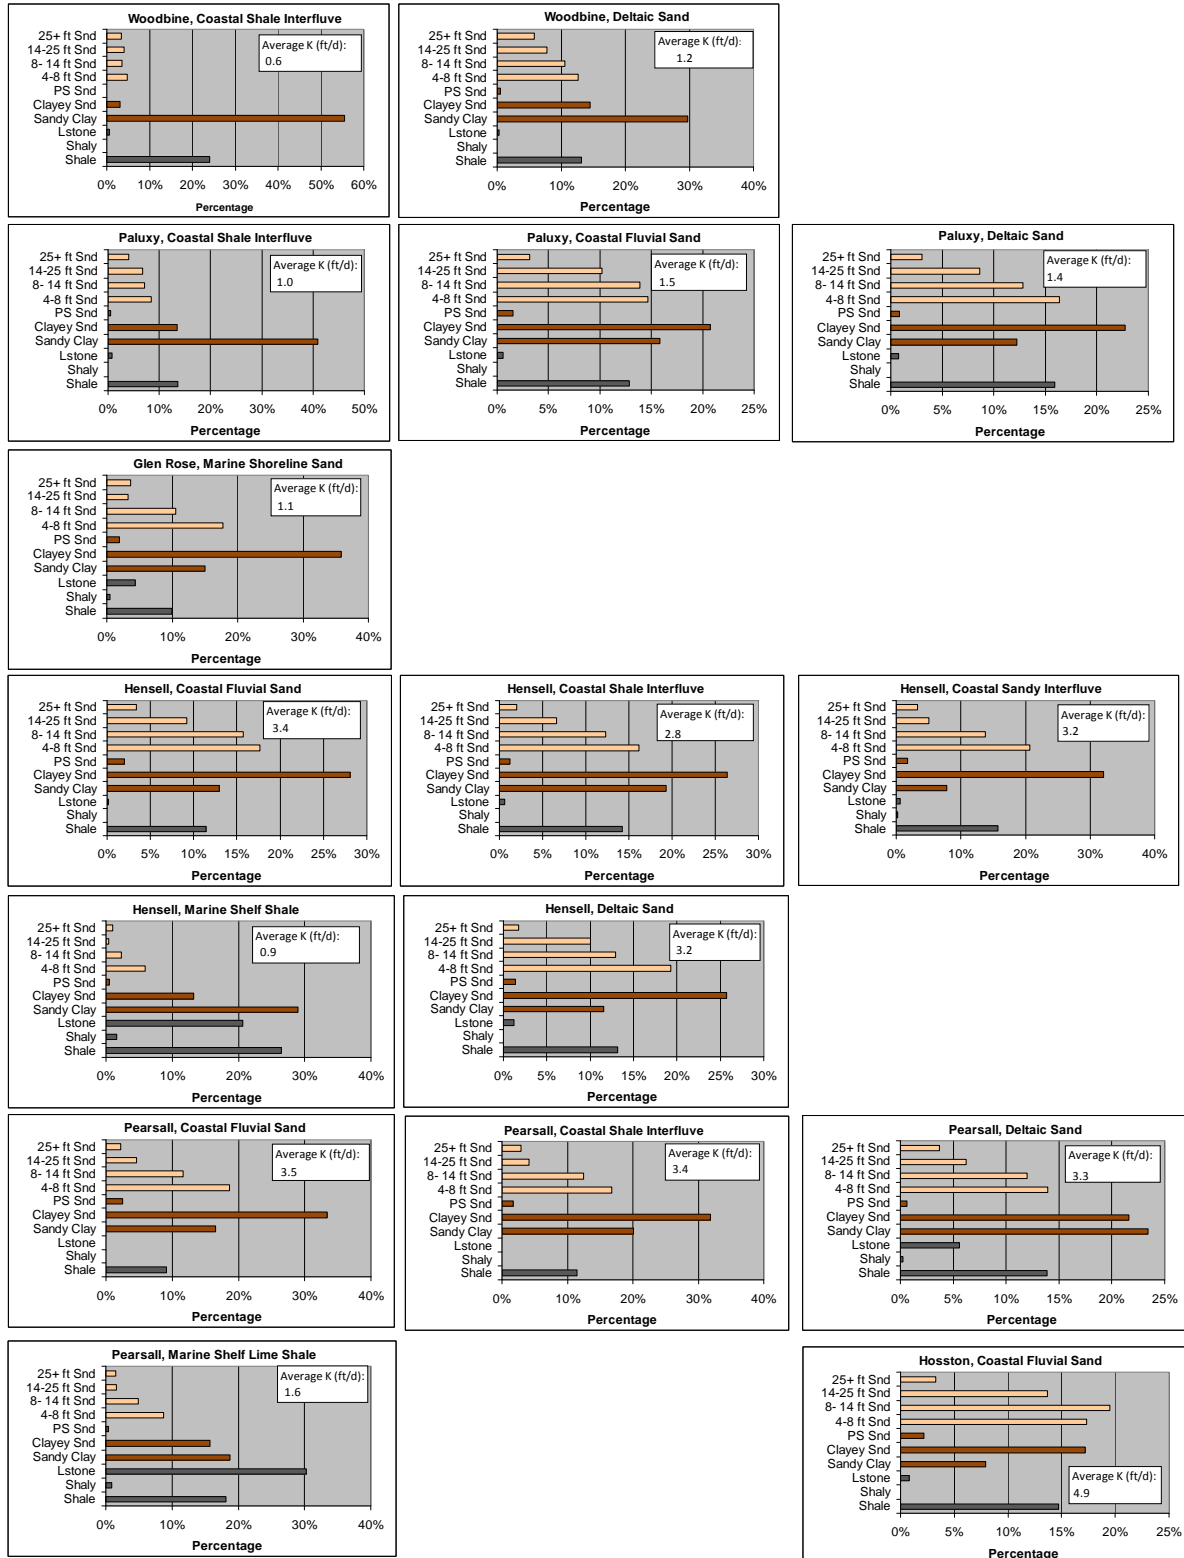 Woodbine, Coastal Shale Interfluve
25+ ft Snd
14-25 ft Snd
8- 14 ft Snd
4-8 ft Snd
PS Snd
Clayey Snd
Sandy Clay
Lstone
Shaly
Shale
Average K (ft/d):
0.6
0% 10% 20% 30% 40% 50% 60%
Percentage
Woodbine, Deltaic Sand
25+ ft Snd
14-25 ft Snd
8- 14 ft Snd
4-8 ft Snd
PS Snd
Clayey Snd
Sandy Clay
Lstone
Shaly
Shale
Average K (ft/d):
1.2
0% 10% 20% 30% 40%
Percentage
Paluxy, Coastal Shale Interfluve
25+ ft Snd
14-25 ft Snd
8- 14 ft Snd
4-8 ft Snd
PS Snd
Clayey Snd
Sandy Clay
Lstone
Shaly
Shale
Average K (ft/d):
1.0
0% 10% 20% 30% 40% 50%
Percentage
Paluxy, Coastal Fluvial Sand
25+ ft Snd
14-25 ft Snd
8- 14 ft Snd
4-8 ft Snd
PS Snd
Clayey Snd
Sandy Clay
Lstone
Shaly
Shale
Average K (ft/d):
1.5
0% 5% 10% 15% 20% 25%
Percentage
Paluxy, Deltaic Sand
25+ ft Snd
14-25 ft Snd
8- 14 ft Snd
4-8 ft Snd
PS Snd
Clayey Snd
Sandy Clay
Lstone
Shaly
Shale
Average K (ft/d):
1.4
0% 5% 10% 15% 20% 25%
Percentage
Glen Rose, Marine Shoreline Sand
25+ ft Snd
14-25 ft Snd
8- 14 ft Snd
4-8 ft Snd
PS Snd
Clayey Snd
Sandy Clay
Lstone
Shaly
Shale
Average K (ft/d):
1.1
0% 10% 20% 30% 40%
Percentage
Hensell, Coastal Fluvial Sand
25+ ft Snd
14-25 ft Snd
8- 14 ft Snd
4-8 ft Snd
PS Snd
Clayey Snd
Sandy Clay
Lstone
Shaly
Shale
Average K (ft/d):
3.4
0% 5% 10% 15% 20% 25% 30%
Percentage
Hensell, Coastal Shale Interfluve
25+ ft Snd
14-25 ft Snd
8- 14 ft Snd
4-8 ft Snd
PS Snd
Clayey Snd
Sandy Clay
Lstone
Shaly
Shale
Average K (ft/d):
2.8
0% 5% 10% 15% 20% 25% 30%
Percentage
Hensell, Coastal Sandy Interfluve
25+ ft Snd
14-25 ft Snd
8- 14 ft Snd
4-8 ft Snd
PS Snd
Clayey Snd
Sandy Clay
Lstone
Shaly
Shale
Average K (ft/d):
3.2
0% 10% 20% 30% 40%
Percentage
Hensell, Marine Shelf Shale
25+ ft Snd
14-25 ft Snd
8- 14 ft Snd
4-8 ft Snd
PS Snd
Clayey Snd
Sandy Clay
Lstone
Shaly
Shale
Average K (ft/d):
0.9
0% 10% 20% 30% 40%
Percentage
Hensell, Deltaic Sand
25+ ft Snd
14-25 ft Snd
8- 14 ft Snd
4-8 ft Snd
PS Snd
Clayey Snd
Sandy Clay
Lstone
Shaly
Shale
Average K (ft/d):
3.2
0% 5% 10% 15% 20% 25% 30%
Percentage
Pearsall, Coastal Fluvial Sand
25+ ft Snd
14-25 ft Snd
8- 14 ft Snd
4-8 ft Snd
PS Snd
Clayey Snd
Sandy Clay
Lstone
Shaly
Shale
Average K (ft/d):
3.5
0% 10% 20% 30% 40%
Percentage
Pearsall, Coastal Shale Interfluve
25+ ft Snd
14-25 ft Snd
8- 14 ft Snd
4-8 ft Snd
PS Snd
Clayey Snd
Sandy Clay
Lstone
Shaly
Shale
Average K (ft/d):
3.4
0% 10% 20% 30% 40%
Percentage
Pearsall, Deltaic Sand
25+ ft Snd
14-25 ft Snd
8- 14 ft Snd
4-8 ft Snd
PS Snd
Clayey Snd
Sandy Clay
Lstone
Shaly
Shale
Average K (ft/d):
3.3
0% 5% 10% 15% 20% 25%
Percentage
Pearsall, Marine Shelf Lime Shale
25+ ft Snd
14-25 ft Snd
8- 14 ft Snd
4-8 ft Snd
PS Snd
Clayey Snd
Sandy Clay
Lstone
Shaly
Shale
Average K (ft/d):
1.6
0% 10% 20% 30% 40%
Percentage
Hosston, Coastal Fluvial Sand
25+ ft Snd
14-25 ft Snd
8- 14 ft Snd
4-8 ft Snd
PS Snd
Clayey Snd
Sandy Clay
Lstone
Shaly
Shale
Average K (ft/d):
4.9
0% 5% 10% 15% 20% 25%
Percentage